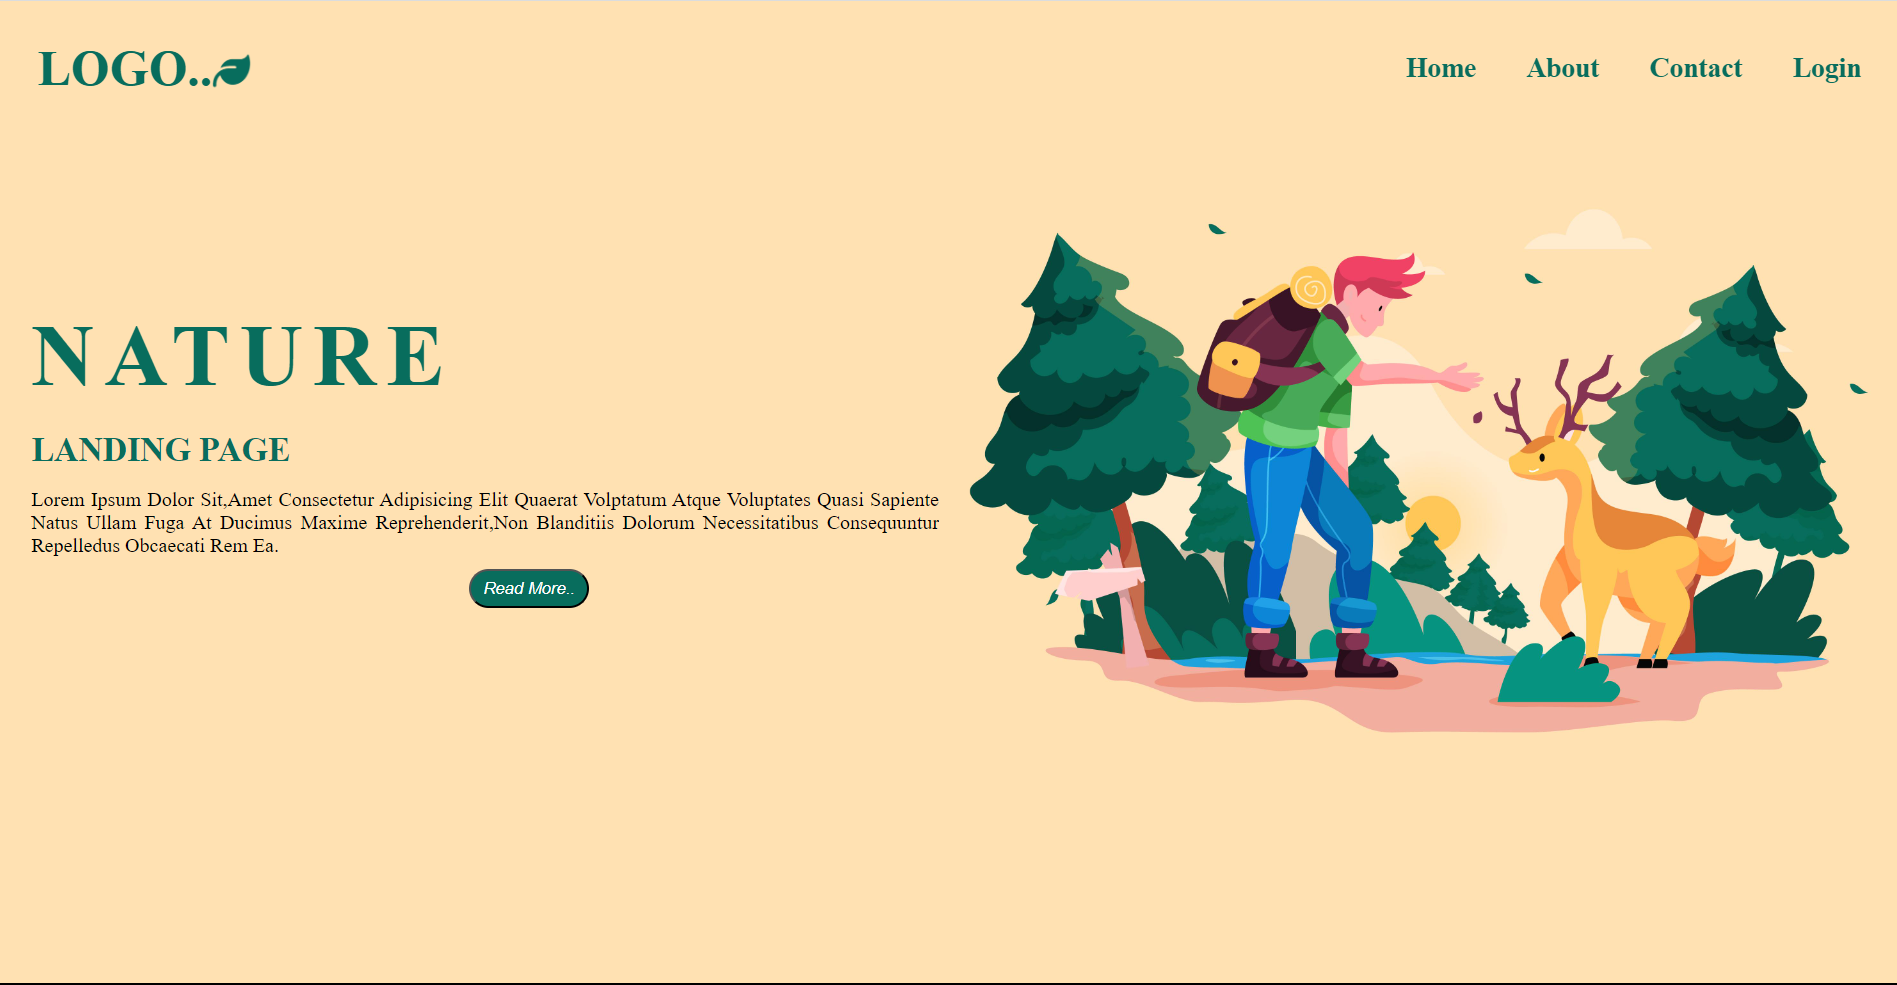 LOGO..
Home About Contact Login
NATURE
LANDING PAGE
Lorem Ipsum Dolor Sit,Amet Consectetur Adipisicing Elit Quaerat Volptatum Atque Voluptates Quasi Sapiente
Natus Ullam Fuga At Ducimus Maxime Reprehenderit,Non Blanditiis Dolorum Necessitatibus Consequuntur
Repelledus Obcaecati Rem Ea.
Read More..